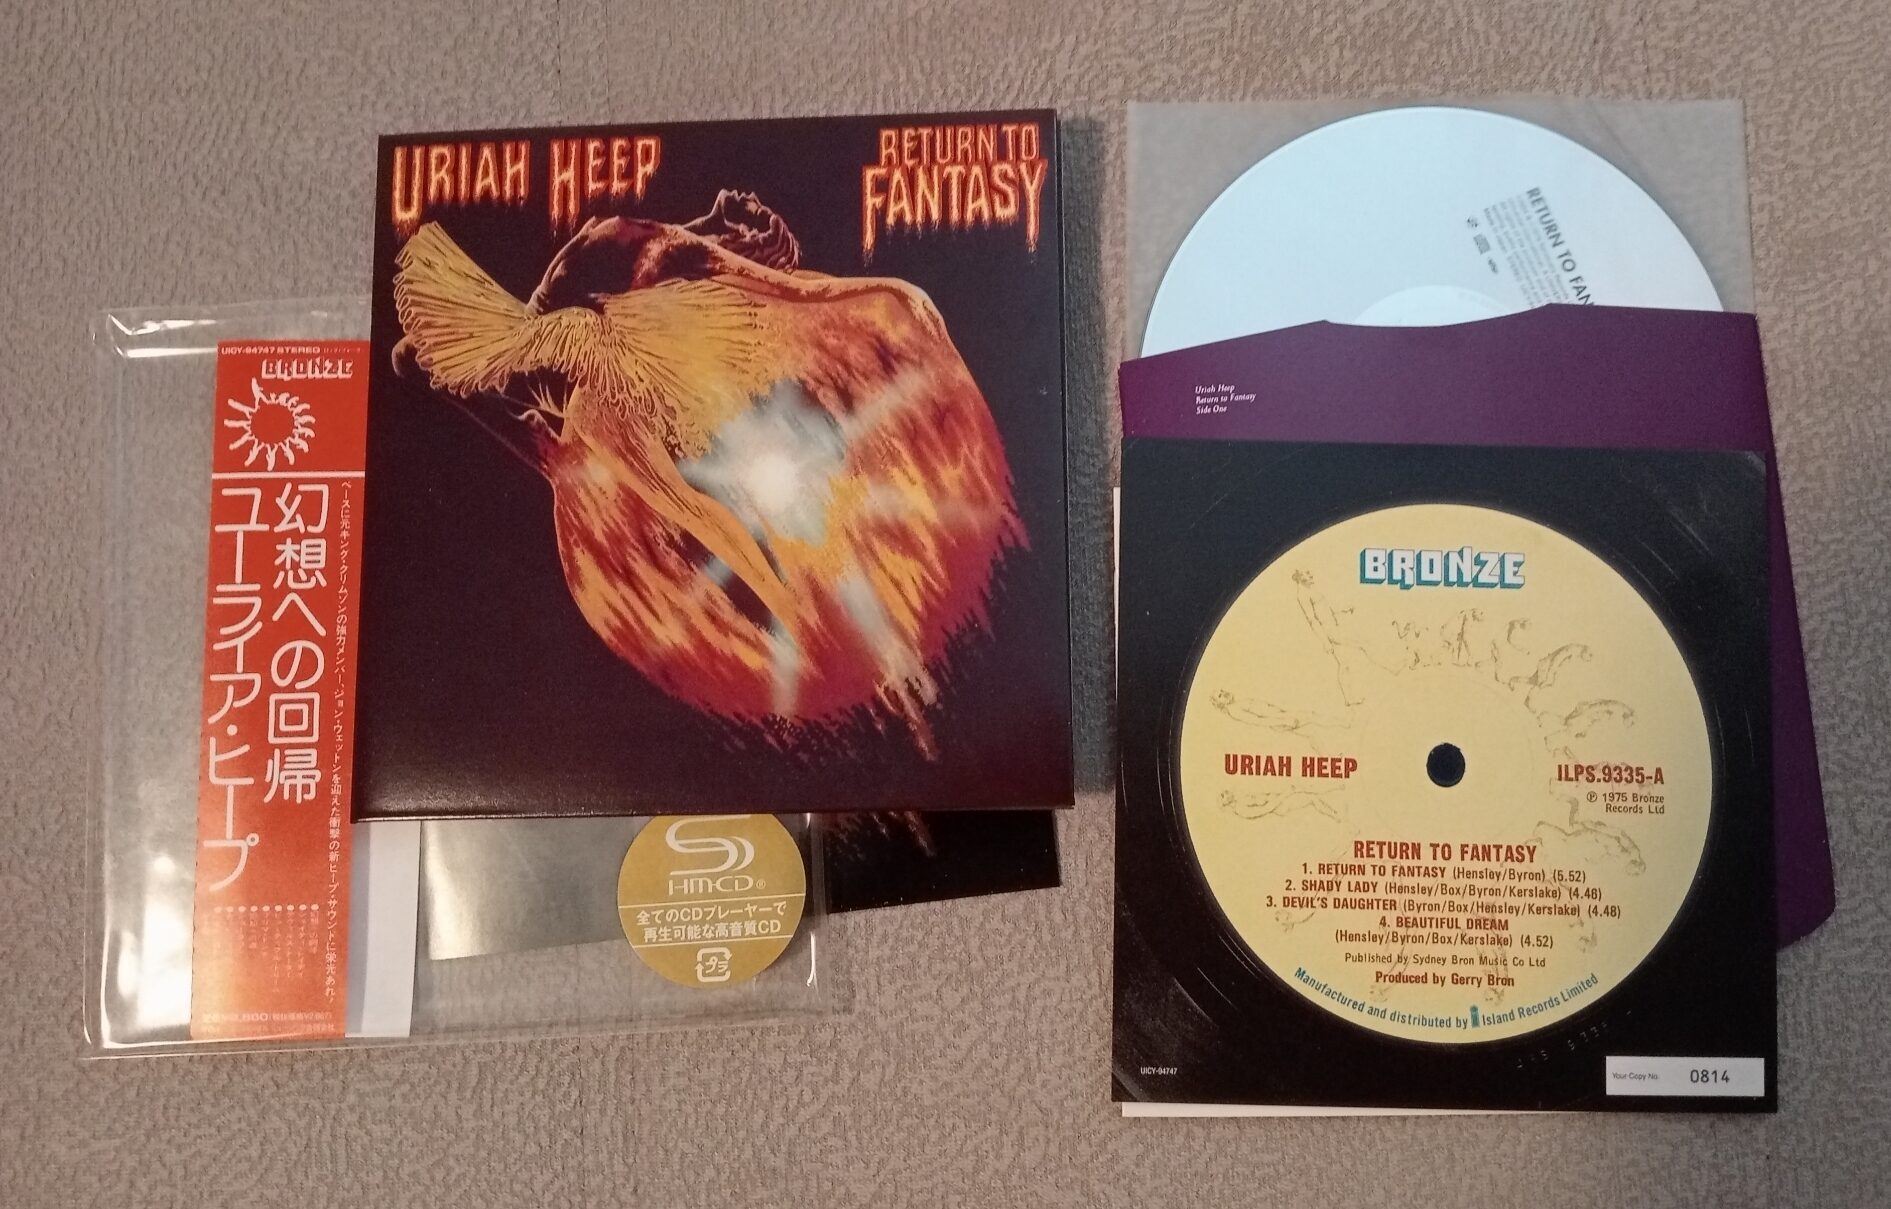 URIAH HEEP
RETURN TO
FANTASY
UICY-94747 STEREO
BRONZE
ベースに元キング・クリムゾンの強力メンバー、ジョン・ウェットンを迎えた衝撃の新ヒープ・サウンドに栄光あれ!
幻想への回帰
ユーライア・ヒープ
HM-CD®
全てのCDプレーヤーで
再生可能な高音質CD
プラ
RETURN TO FAN
Uriah Heep
Return to Fantasy
Side One
BRONZE
URIAH HEEP
ILPS.9335-A
℗ 1975 Bronze
Records Ltd
RETURN TO FANTASY
1. RETURN TO FANTASY (Hensley/Byron) (5.52)
2. SHADY LADY (Hensley/Box/Byron/Kerslake) (4.46)
3. DEVIL'S DAUGHTER (Byron/Box/Hensley/Kerslake) (4.48)
4. BEAUTIFUL DREAM
(Hensley/Byron/Box/Kerslake) (4.52)
Published by Sydney Bron Music Co Ltd
Produced by Gerry Bron
Manufactured and distributed by Island Records Limited
UICY-94747
Your Copy No. 0814